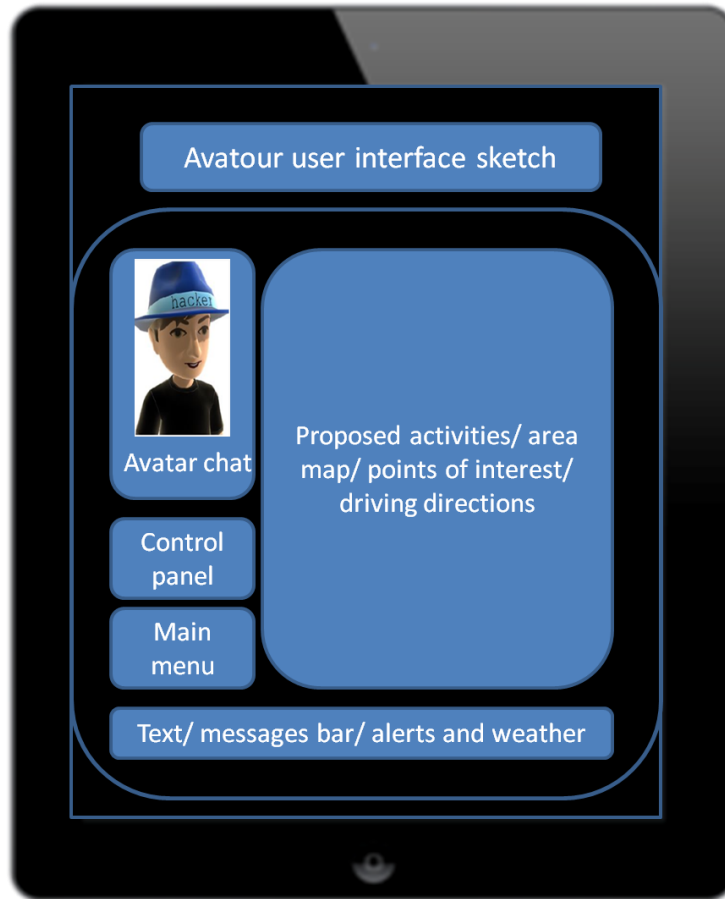 Avatour user interface sketch
hacker
Avatar chat
Proposed activities/ area
map/ points of interest/
driving directions
Control
panel
Main
menu
Text/ messages bar/ alerts and weather